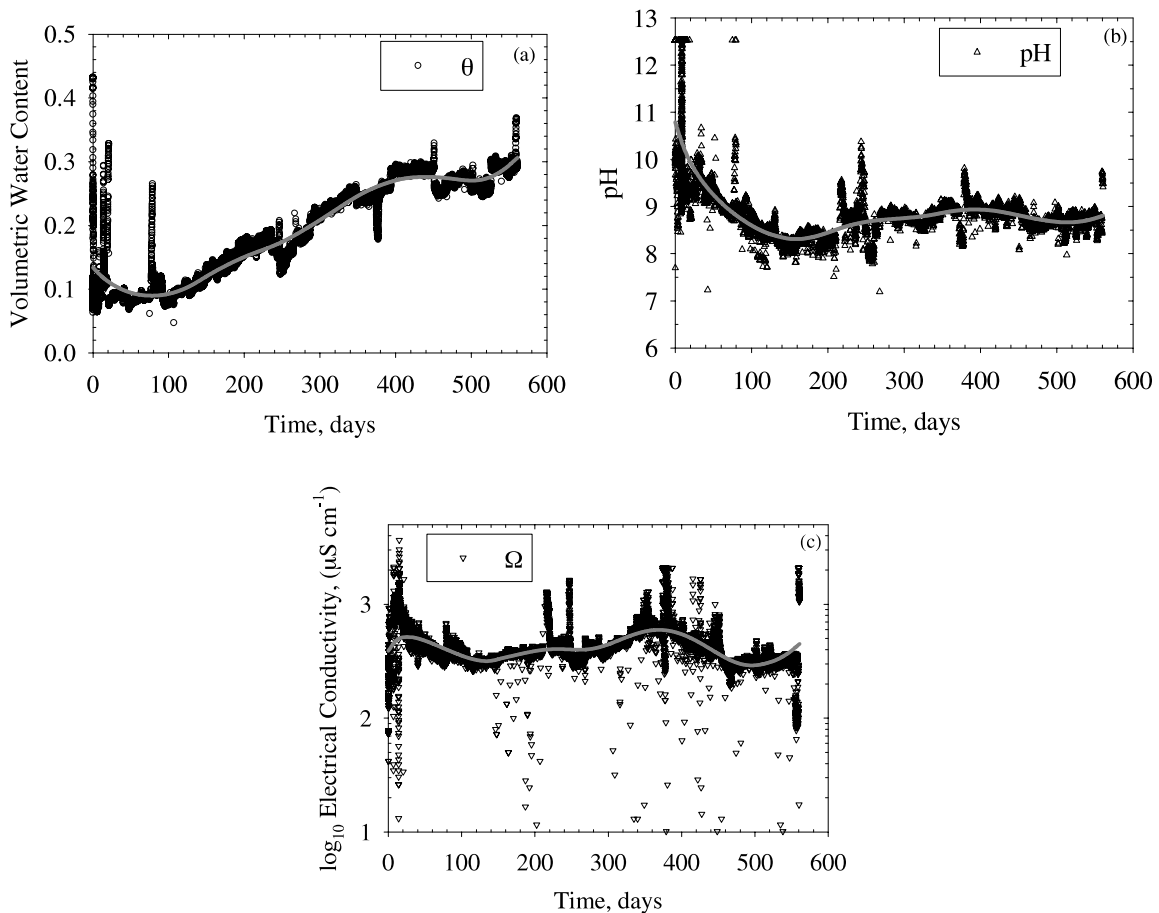 (a)
θ
0.5
0.4
0.3
0.2
0.1
0.0
Volumetric Water Content
0 100 200 300 400 500 600
Time, days
(b)
pH
13
12
11
10
9
8
7
6
pH
0 100 200 300 400 500 600
Time, days
(c)
Ω
3
2
1
log₁₀ Electrical Conductivity, (μS cm⁻¹)
0 100 200 300 400 500 600
Time, days